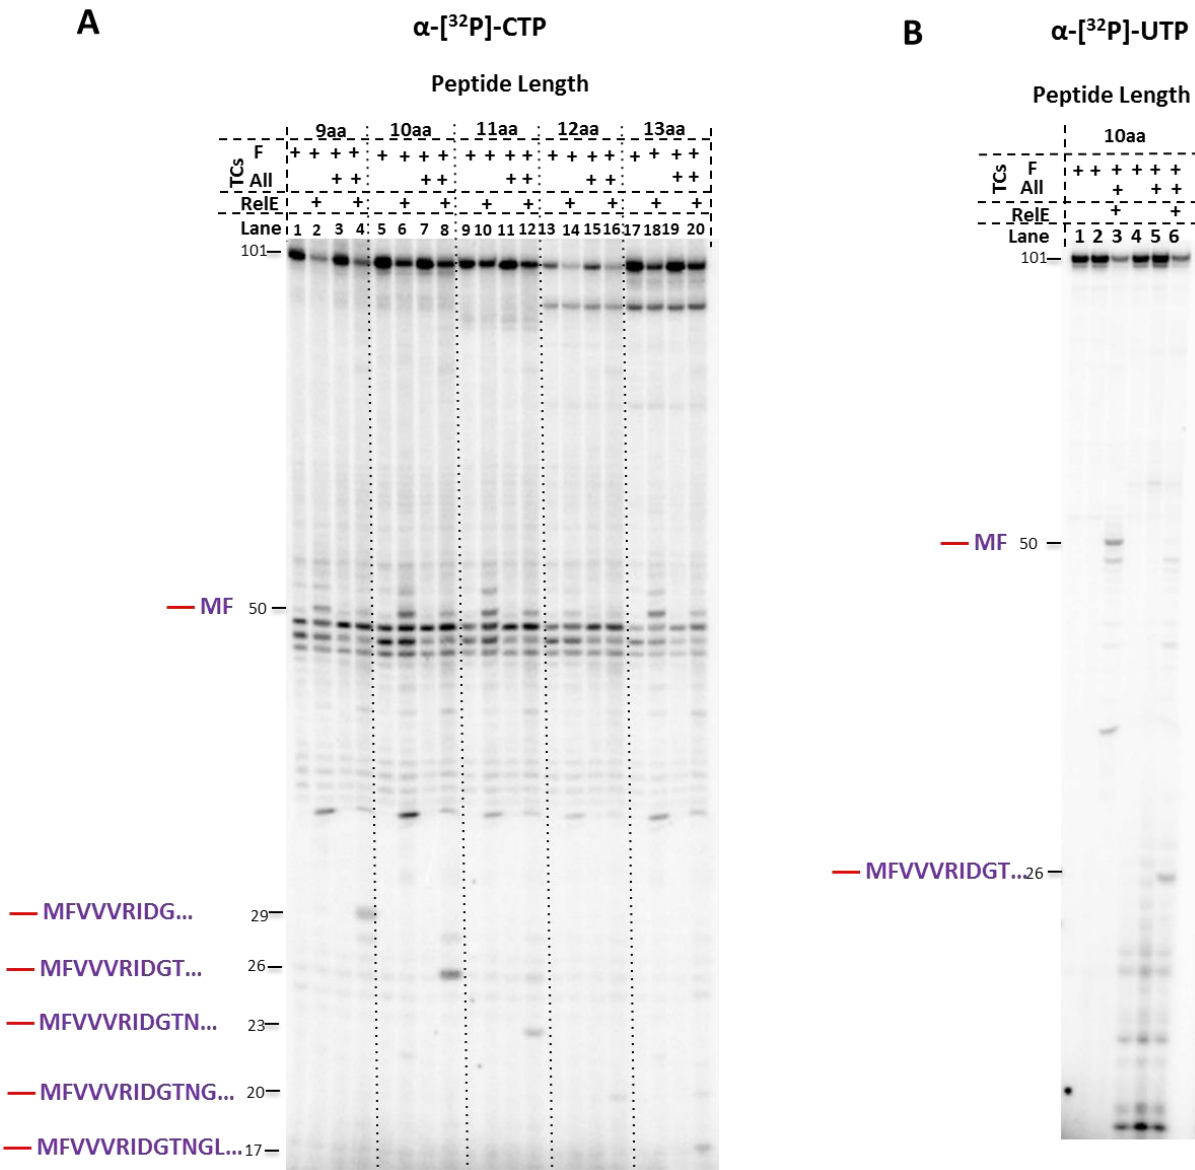 A
α-[³²P]-CTP
Peptide Length
9aa 10aa 11aa 12aa 13aa
TCs
F + + + + + + + + + + + + + + + + + + + +
All + + + + + + + + + +
RelE + + + + + + + + + +
Lane 1 2 3 4 5 6 7 8 9 10 11 12 13 14 15 16 17 18 19 20
101
MF 50
MFVVVRIDG... 29
MFVVVRIDGT... 26
MFVVVRIDGTN... 23
MFVVVRIDGTNG... 20
MFVVVRIDGTNGL... 17
B
α-[³²P]-UTP
Peptide Length
10aa
TCs
F + + + + + +
All + + +
RelE + +
Lane 1 2 3 4 5 6
101
MF 50
MFVVVRIDGT... 26